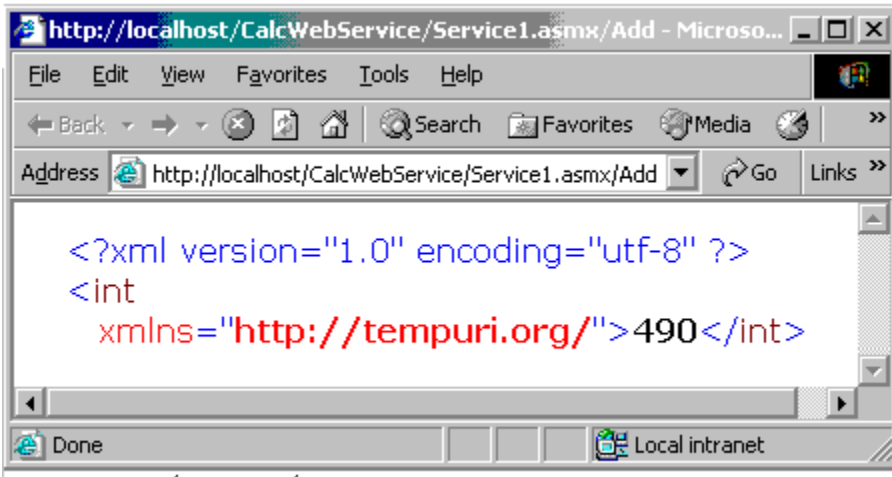 http://localhost/CalcWebService/Service1.asmx/Add - Microso...
File Edit View Favorites Tools Help
Back Search Favorites Media »
Address http://localhost/CalcWebService/Service1.asmx/Add Go Links »
<?xml version="1.0" encoding="utf-8" ?>
<int
xmlns="http://tempuri.org/">490</int>
Done Local intranet